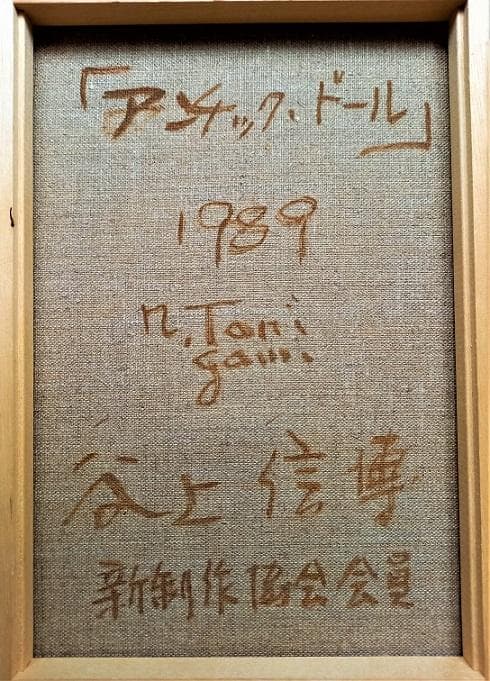 「アンチック、ドール」
1989
n. Tani
gami.
谷上信博
新制作協会会員